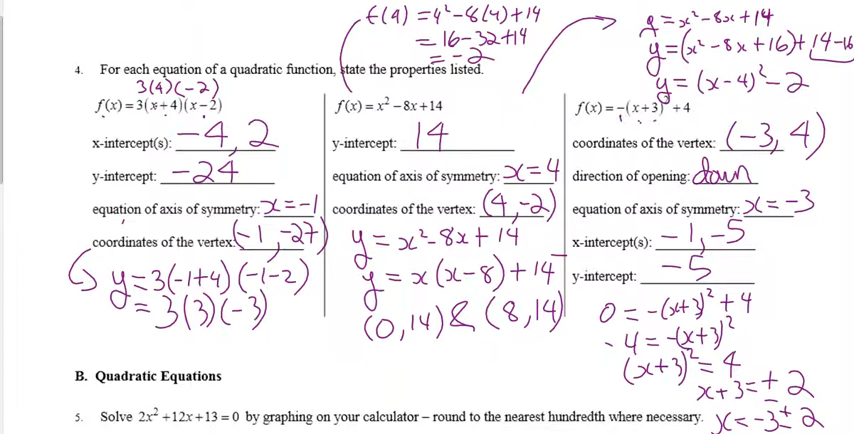 f(4) = 4² - 8(4) + 14
= 16 - 32 + 14
= -2
y = x² - 8x + 14
y = (x² - 8x + 16) + 14 - 16
y = (x - 4)² - 2
4. For each equation of a quadratic function, state the properties listed.
3(4)(-2)
f(x) = 3(x + 4)(x - 2)
x-intercept(s): -4, 2
y-intercept: -24
equation of axis of symmetry: x = -1
coordinates of the vertex: (-1, -27)
y = 3(-1+4)(-1-2)
= 3(3)(-3)
f(x) = x² - 8x + 14
y-intercept: 14
equation of axis of symmetry: x = 4
coordinates of the vertex: (4, -2)
y = x² - 8x + 14
y = x(x - 8) + 14
(0, 14) & (8, 14)
f(x) = -(x + 3)² + 4
coordinates of the vertex: (-3, 4)
direction of opening: down
equation of axis of symmetry: x = -3
x-intercept(s): -1, -5
y-intercept: -5
0 = -(x+3)² + 4
-4 = -(x+3)²
(x+3)² = 4
x+3 = ± 2
x = -3 ± 2
B. Quadratic Equations
5. Solve 2x² + 12x + 13 = 0 by graphing on your calculator – round to the nearest hundredth where necessary.